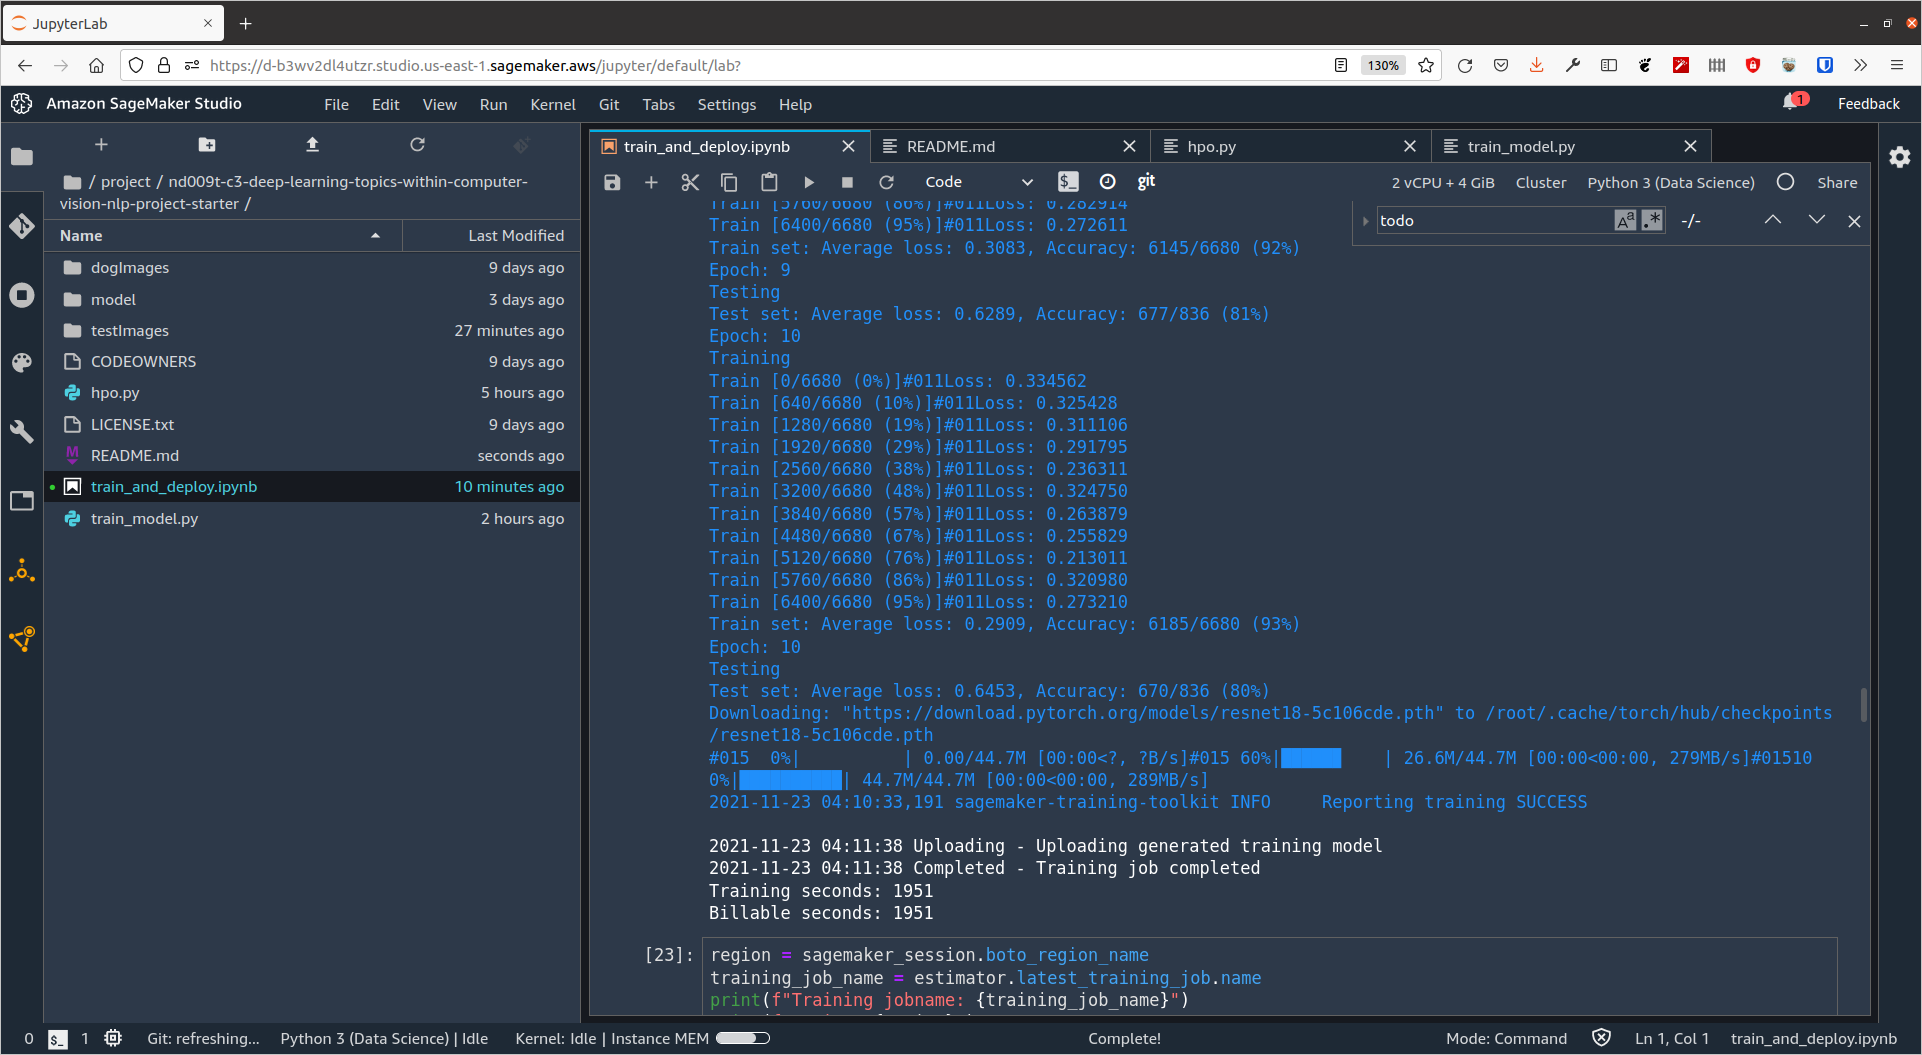 JupyterLab
https://d-b3wv2dl4utzr.studio.us-east-1.sagemaker.aws/jupyter/default/lab?
130%
Amazon SageMaker Studio
File Edit View Run Kernel Git Tabs Settings Help
1
Feedback
/ project / nd009t-c3-deep-learning-topics-within-computer-
vision-nlp-project-starter /
Name Last Modified
dogImages 9 days ago
model 3 days ago
testImages 27 minutes ago
CODEOWNERS 9 days ago
hpo.py 5 hours ago
LICENSE.txt 9 days ago
README.md seconds ago
train_and_deploy.ipynb 10 minutes ago
train_model.py 2 hours ago
train_and_deploy.ipynb README.md hpo.py train_model.py
Code git 2 vCPU + 4 GiB Cluster Python 3 (Data Science) Share
todo Aa .* -/-
Train [5760/6680 (86%)]#011Loss: 0.282914
Train [6400/6680 (95%)]#011Loss: 0.272611
Train set: Average loss: 0.3083, Accuracy: 6145/6680 (92%)
Epoch: 9
Testing
Test set: Average loss: 0.6289, Accuracy: 677/836 (81%)
Epoch: 10
Training
Train [0/6680 (0%)]#011Loss: 0.334562
Train [640/6680 (10%)]#011Loss: 0.325428
Train [1280/6680 (19%)]#011Loss: 0.311106
Train [1920/6680 (29%)]#011Loss: 0.291795
Train [2560/6680 (38%)]#011Loss: 0.236311
Train [3200/6680 (48%)]#011Loss: 0.324750
Train [3840/6680 (57%)]#011Loss: 0.263879
Train [4480/6680 (67%)]#011Loss: 0.255829
Train [5120/6680 (76%)]#011Loss: 0.213011
Train [5760/6680 (86%)]#011Loss: 0.320980
Train [6400/6680 (95%)]#011Loss: 0.273210
Train set: Average loss: 0.2909, Accuracy: 6185/6680 (93%)
Epoch: 10
Testing
Test set: Average loss: 0.6453, Accuracy: 670/836 (80%)
Downloading: "https://download.pytorch.org/models/resnet18-5c106cde.pth" to /root/.cache/torch/hub/checkpoints
/resnet18-5c106cde.pth
#015  0%|          | 0.00/44.7M [00:00<?, ?B/s]#015 60%|██████    | 26.6M/44.7M [00:00<00:00, 279MB/s]#01510
0%|██████████| 44.7M/44.7M [00:00<00:00, 289MB/s]
2021-11-23 04:10:33,191 sagemaker-training-toolkit INFO     Reporting training SUCCESS
2021-11-23 04:11:38 Uploading - Uploading generated training model
2021-11-23 04:11:38 Completed - Training job completed
Training seconds: 1951
Billable seconds: 1951
[23]: region = sagemaker_session.boto_region_name
training_job_name = estimator.latest_training_job.name
print(f"Training jobname: {training_job_name}")
0 $_ 1 Git: refreshing... Python 3 (Data Science) | Idle Kernel: Idle | Instance MEM Complete! Mode: Command Ln 1, Col 1 train_and_deploy.ipynb